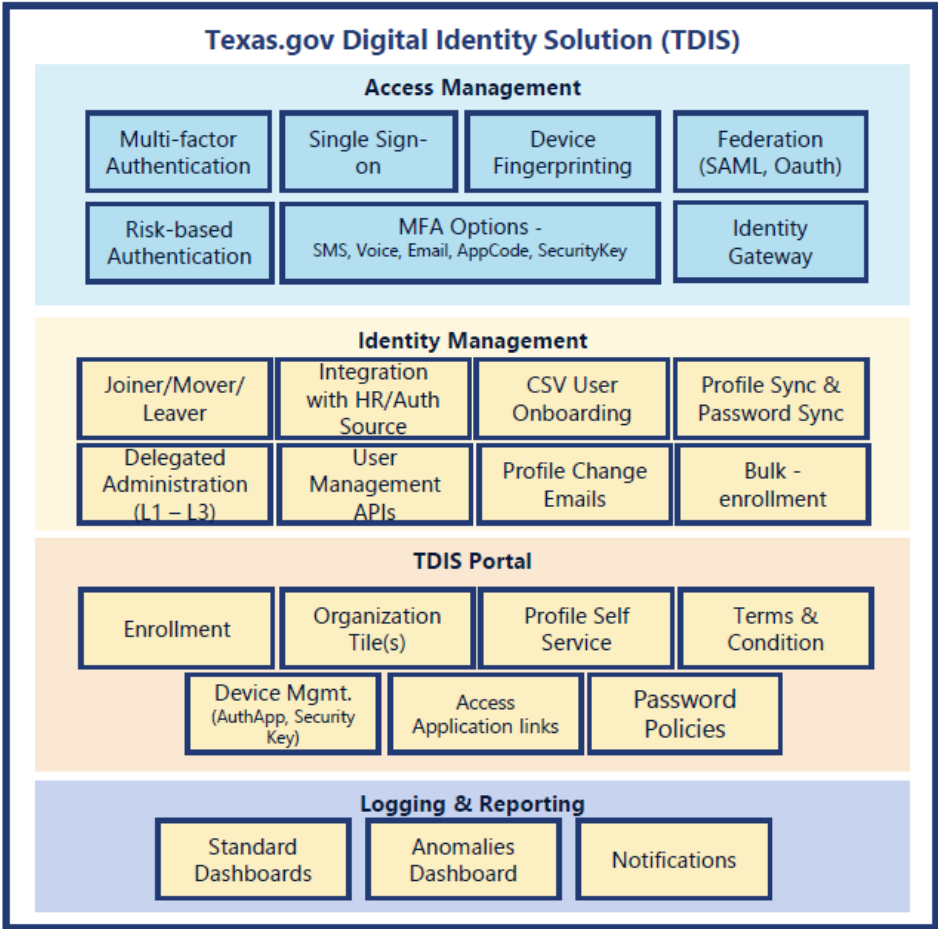 Texas.gov Digital Identity Solution (TDIS)
Access Management
Multi-factor
Authentication
Single Sign-
on
Device
Fingerprinting
Federation
(SAML, Oauth)
Risk-based
Authentication
MFA Options -
SMS, Voice, Email, AppCode, SecurityKey
Identity
Gateway
Identity Management
Joiner/Mover/
Leaver
Integration
with HR/Auth
Source
CSV User
Onboarding
Profile Sync &
Password Sync
Delegated
Administration
(L1 – L3)
User
Management
APIs
Profile Change
Emails
Bulk -
enrollment
TDIS Portal
Enrollment
Organization
Tile(s)
Profile Self
Service
Terms &
Condition
Device Mgmt.
(AuthApp, Security
Key)
Access
Application links
Password
Policies
Logging & Reporting
Standard
Dashboards
Anomalies
Dashboard
Notifications